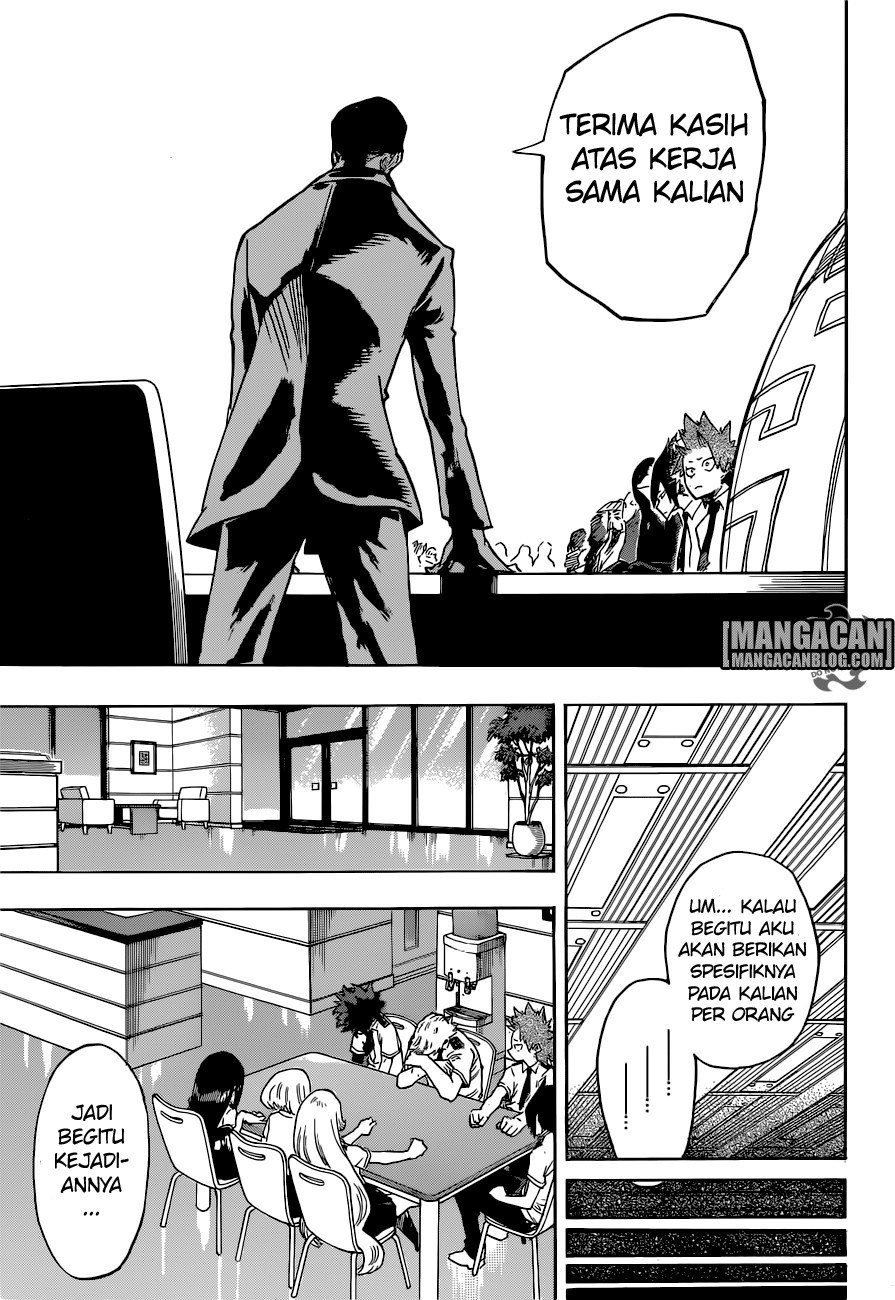 TERIMA KASIH
ATAS KERJA
SAMA KALIAN
[MANGACAN]
MANGACANBLOG.COM
UM... KALAU
BEGITU AKU
AKAN BERIKAN
SPESIFIKNYA
PADA KALIAN
PER ORANG
JADI
BEGITU
KEJADI-
ANNYA
...